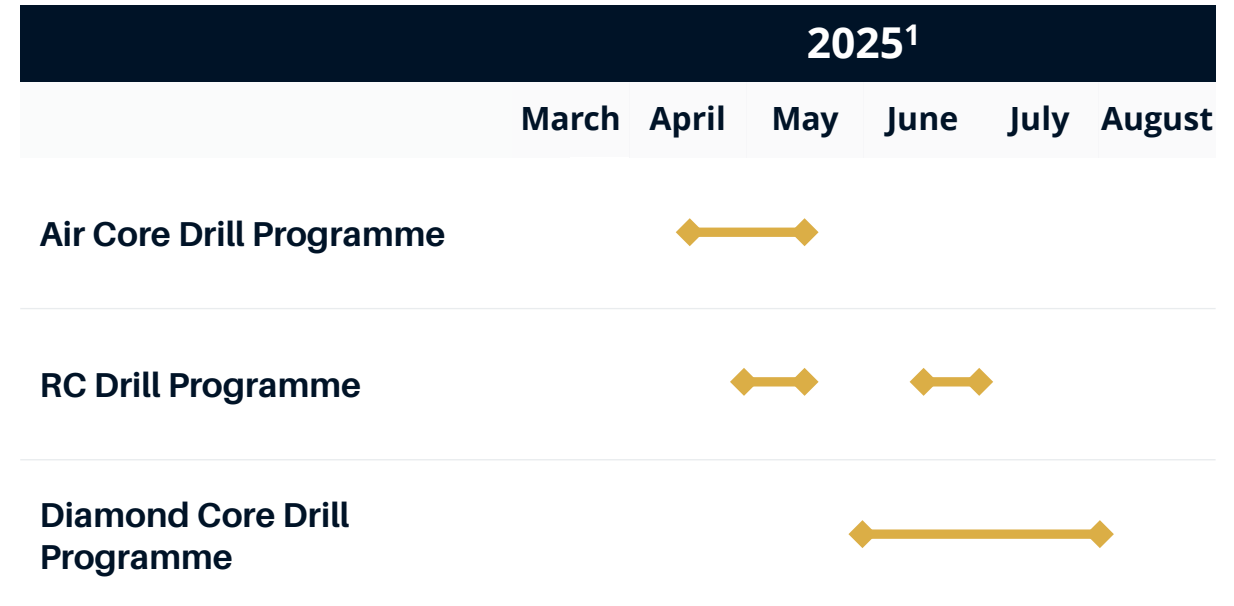 2025¹
March April May June July August
Air Core Drill Programme
RC Drill Programme
Diamond Core Drill
Programme